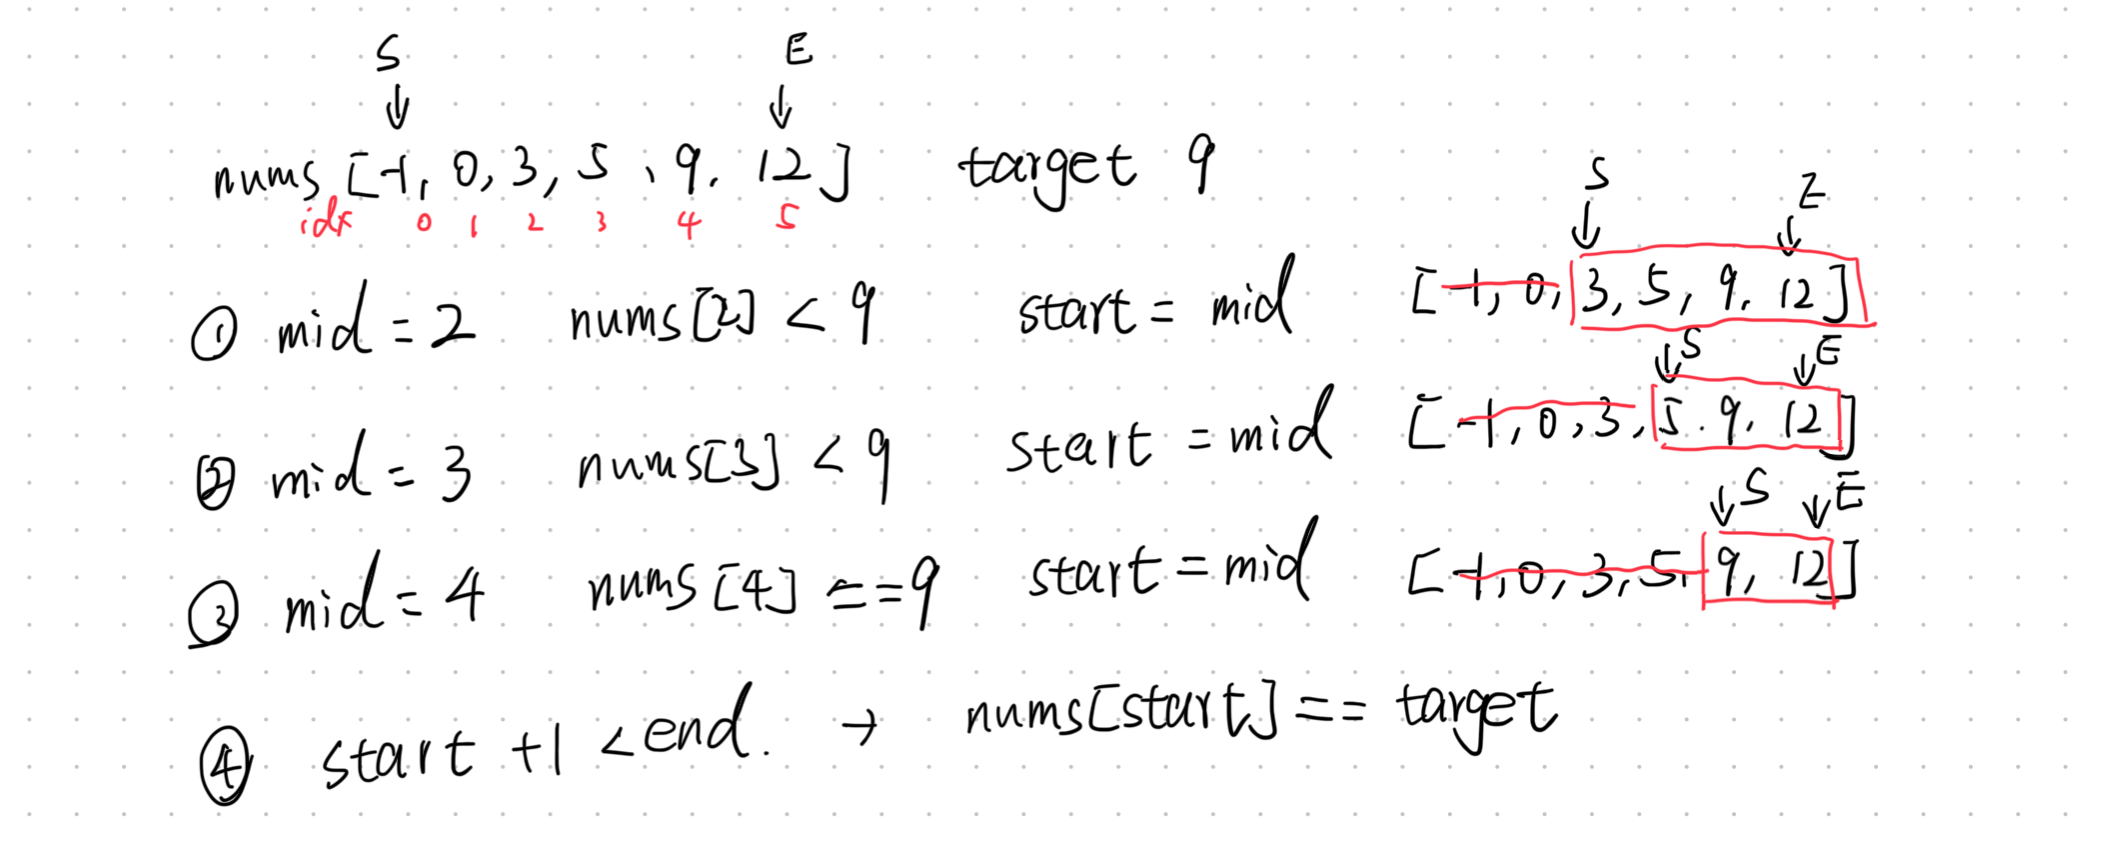 S E
nums [-1, 0, 3, 5, 9, 12] target 9
idx 0 1 2 3 4 5
S E
① mid = 2 nums[2] < 9 start = mid [-1, 0, 3, 5, 9, 12]
S E
② mid = 3 nums[3] < 9 start = mid [-1, 0, 3, 5. 9, 12]
S E
③ mid = 4 nums[4] == 9 start = mid [-1, 0, 3, 5, 9, 12]
④ start +1 < end. → nums[start] == target